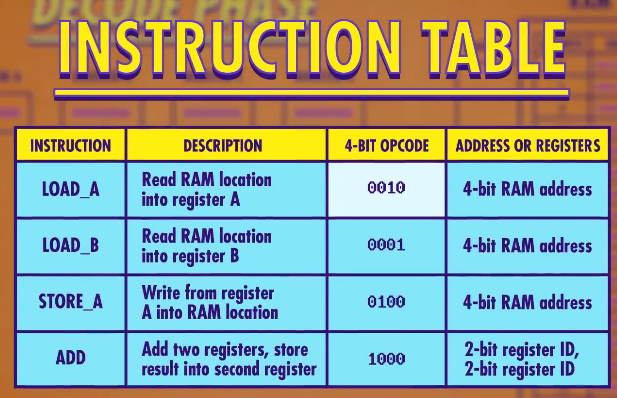 DECODE PHASE
INSTRUCTION TABLE
INSTRUCTION DESCRIPTION 4-BIT OPCODE ADDRESS OR REGISTERS
LOAD_A Read RAM location into register A 0010 4-bit RAM address
LOAD_B Read RAM location into register B 0001 4-bit RAM address
STORE_A Write from register A into RAM location 0100 4-bit RAM address
ADD Add two registers, store result into second register 1000 2-bit register ID, 2-bit register ID